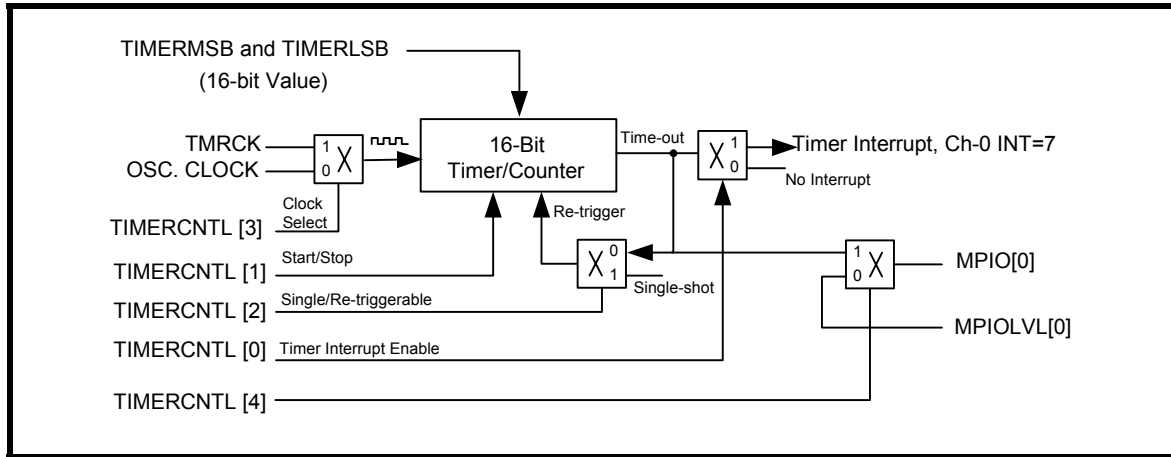 TIMERMSB and TIMERLSB
(16-bit Value)
TMRCK
OSC. CLOCK
1
0
X
Clock
Select
TIMERCNTL [3]
16-Bit
Timer/Counter
Time-out
X
1
0
Timer Interrupt, Ch-0 INT=7
No Interrupt
Re-trigger
Start/Stop
TIMERCNTL [1]
X
0
1
Single-shot
1
0
X
MPIO[0]
MPIOLVL[0]
TIMERCNTL [2]
Single/Re-triggerable
TIMERCNTL [0]
Timer Interrupt Enable
TIMERCNTL [4]